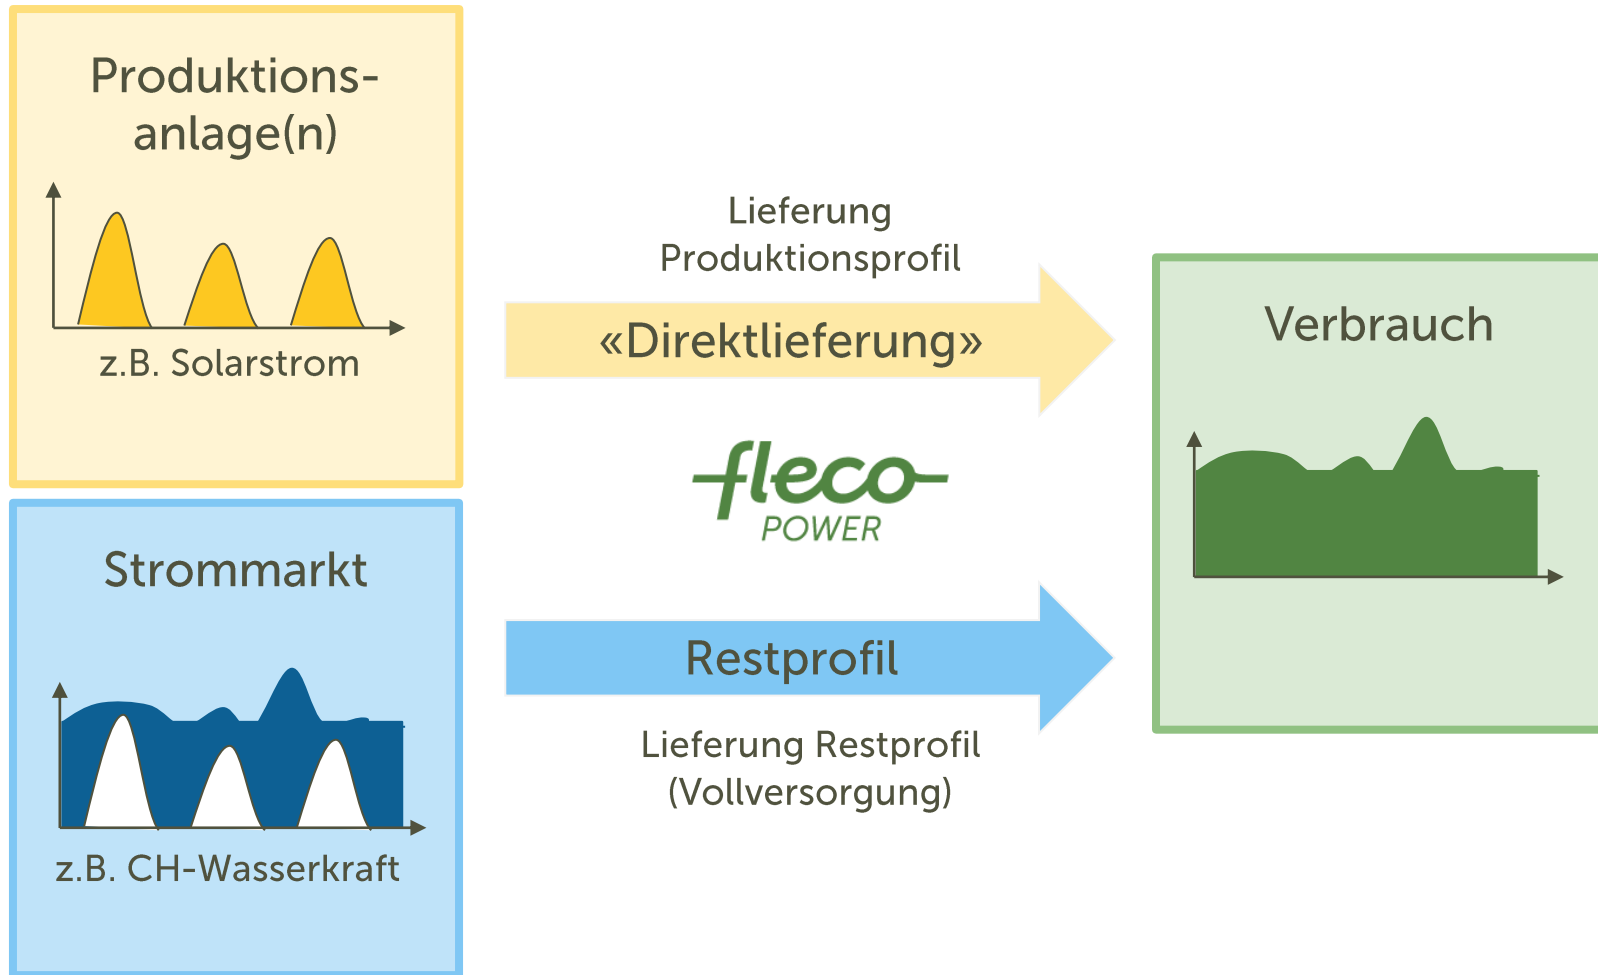 Produktions-
anlage(n)
z.B. Solarstrom
Strommarkt
z.B. CH-Wasserkraft
Lieferung
Produktionsprofil
«Direktlieferung»
fleco
POWER
Restprofil
Lieferung Restprofil
(Vollversorgung)
Verbrauch